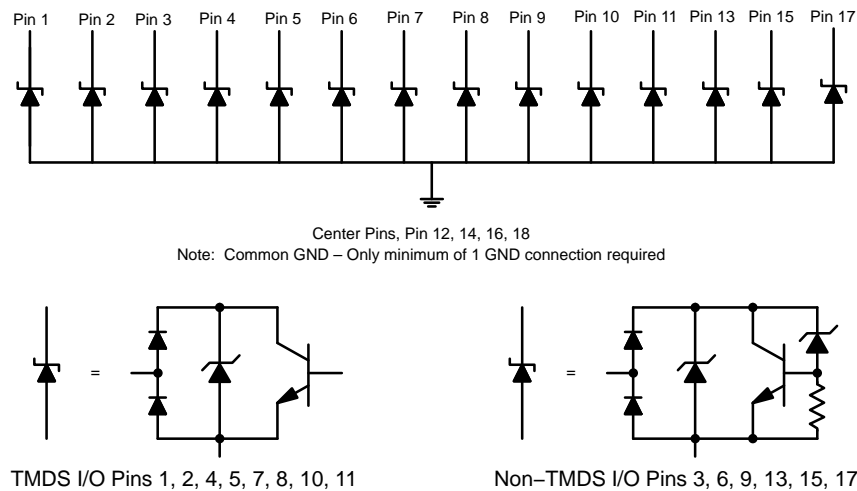 Pin 1 Pin 2 Pin 3 Pin 4 Pin 5 Pin 6 Pin 7 Pin 8 Pin 9 Pin 10 Pin 11 Pin 13 Pin 15 Pin 17
Center Pins, Pin 12, 14, 16, 18
Note: Common GND – Only minimum of 1 GND connection required
= =
TMDS I/O Pins 1, 2, 4, 5, 7, 8, 10, 11
Non–TMDS I/O Pins 3, 6, 9, 13, 15, 17